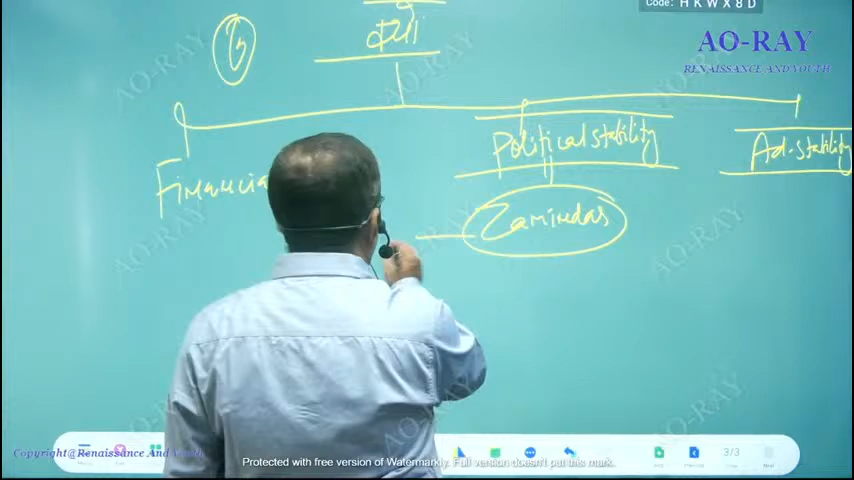 Code: HKWX8D
AO-RAY
RENAISSANCE AND YOUTH
Political stability
Ad-stability
Financia
Zamindas
3/3
Copyright@Renaissance And Youth
Protected with free version of Watermarkly. Full version doesn't put this mark.